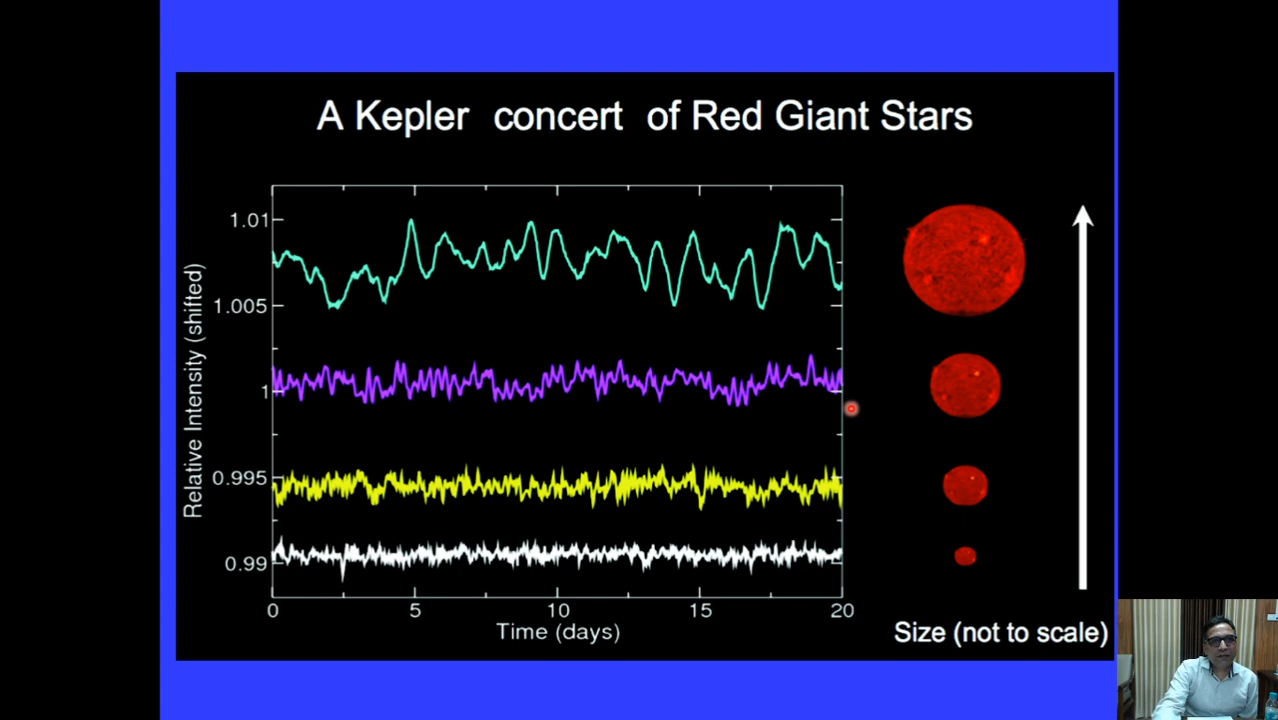 A Kepler concert of Red Giant Stars
1.01
1.005
1
0.995
0.99
Relative Intensity (shifted)
0 5 10 15 20
Time (days)
Size (not to scale)